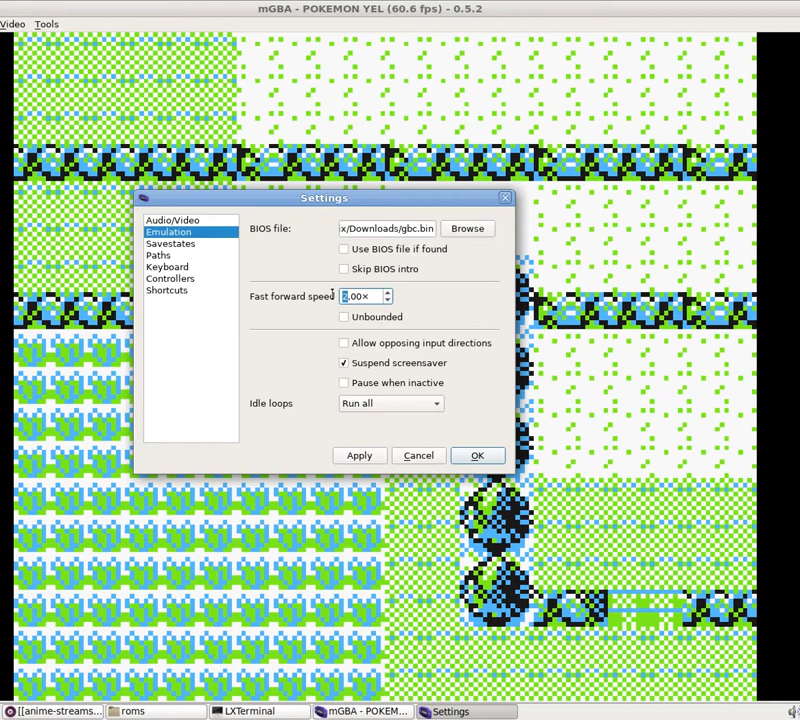 mGBA - POKEMON YEL (60.6 fps) - 0.5.2
Video Tools
Settings
Audio/Video
Emulation
Savestates
Paths
Keyboard
Controllers
Shortcuts
BIOS file: x/Downloads/gbc.bin Browse
Use BIOS file if found
Skip BIOS intro
Fast forward speed 2.00×
Unbounded
Allow opposing input directions
Suspend screensaver
Pause when inactive
Idle loops Run all
Apply Cancel OK
[[anime-streams... roms LXTerminal mGBA - POKEM... Settings